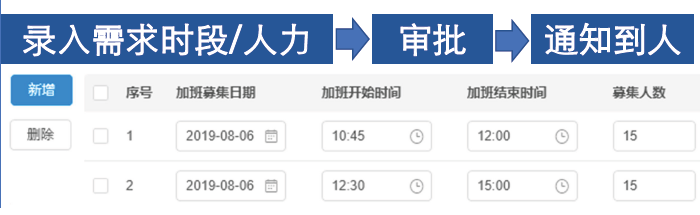 录入需求时段/人力 审批 通知到人
新增 序号 加班募集日期 加班开始时间 加班结束时间 募集人数
删除 1 2019-08-06 10:45 12:00 15
2 2019-08-06 12:30 15:00 15